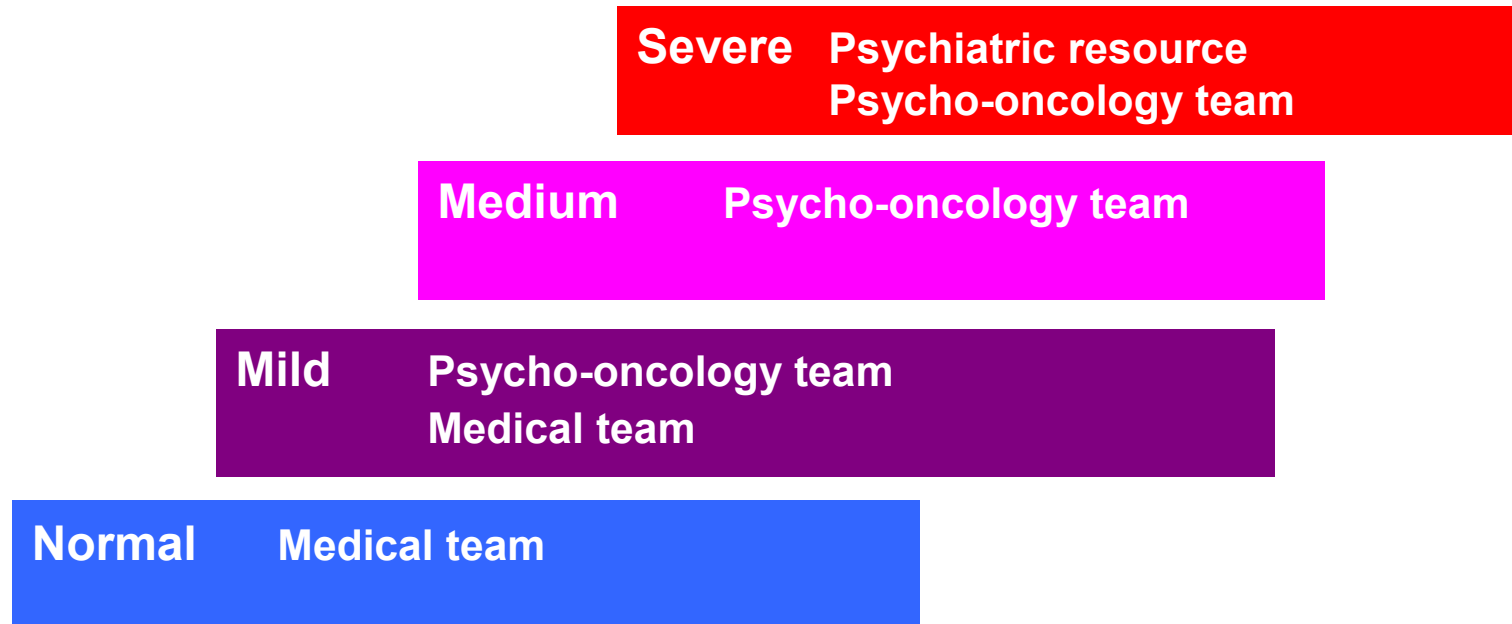 Severe Psychiatric resource
Psycho-oncology team
Medium Psycho-oncology team
Mild Psycho-oncology team
Medical team
Normal Medical team